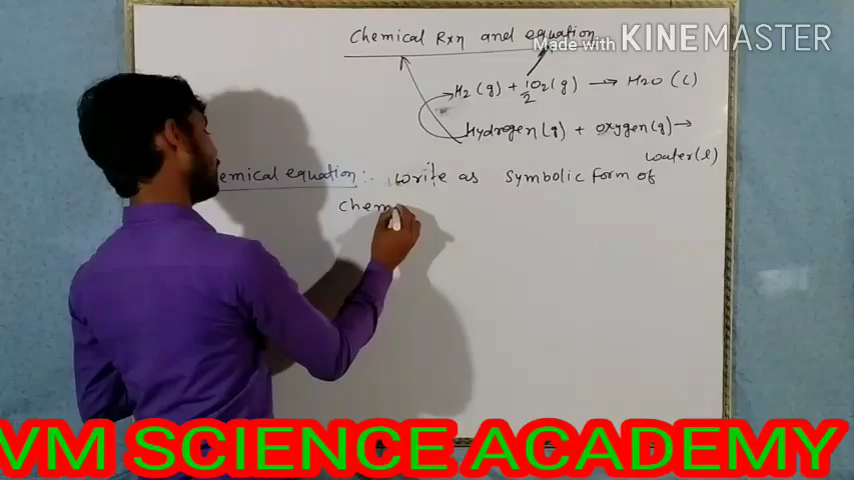 Chemical Rxn and equation
Made with KINEMASTER
H2(g) + 1/2 O2(g) → H2O (l)
Hydrogen(g) + oxygen(g) →
water(l)
emical equation :- write as symbolic form of
chem
VM SCIENCE ACADEMY